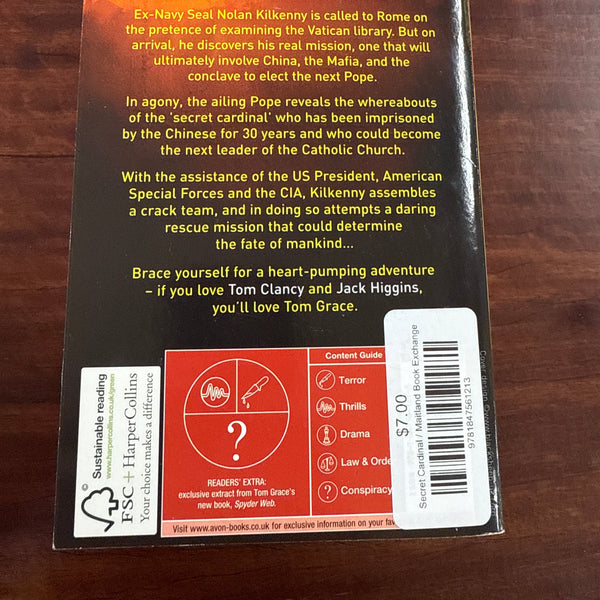 Ex-Navy Seal Nolan Kilkenny is called to Rome on
the pretence of examining the Vatican library. But on
arrival, he discovers his real mission, one that will
ultimately involve China, the Mafia, and the
conclave to elect the next Pope.
In agony, the ailing Pope reveals the whereabouts
of the 'secret cardinal' who has been imprisoned
by the Chinese for 30 years and who could become
the next leader of the Catholic Church.
With the assistance of the US President, American
Special Forces and the CIA, Kilkenny assembles
a crack team, and in doing so attempts a daring
rescue mission that could determine
the fate of mankind...
Brace yourself for a heart-pumping adventure
– if you love Tom Clancy and Jack Higgins,
you'll love Tom Grace.
Sustainable reading
www.harpercollins.co.uk/green
FSC + HarperCollins
Your choice makes a difference
©
?
READERS' EXTRA:
exclusive extract from Tom Grace's
new book, Spyder Web.
Content Guide
Terror
Thrills
Drama
Law & Orde
? Conspiracy
Visit www.avon-books.co.uk for exclusive information on your fav
$7.00
Secret Cardinal / Maitland Book Exchange
9781847561213
Cover design